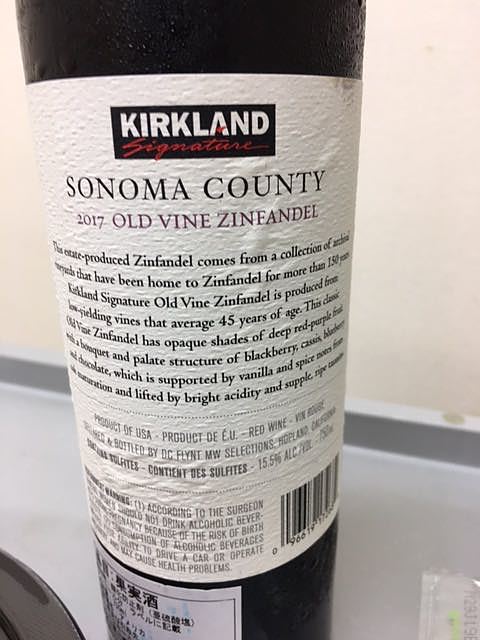 KIRKLAND
Signature
SONOMA COUNTY
2017 OLD VINE ZINFANDEL
This estate-produced Zinfandel comes from a collection of archival
vineyards that have been home to Zinfandel for more than 150 years
Kirkland Signature Old Vine Zinfandel is produced from
low-yielding vines that average 45 years of age. This classic
Old Vine Zinfandel has opaque shades of deep red-purple fruit
a bouquet and palate structure of blackberry, cassis, blueberry
chocolate, which is supported by vanilla and spice notes from
maturation and lifted by bright acidity and supple, ripe tannins
PRODUCT OF USA - PRODUCT DE É.U. - RED WINE - VIN ROUGE
& BOTTLED BY DC FLYNT MW SELECTIONS, HOPLAND, CALIFORNIA
CONTAINS SULFITES - CONTIENT DES SULFITES - 15.5% ALC./VOL. - 750mL
WARNING: (1) ACCORDING TO THE SURGEON
SHOULD NOT DRINK ALCOHOLIC BEVER-
PREGNANCY BECAUSE OF THE RISK OF BIRTH
CONSUMPTION OF ALCOHOLIC BEVERAGES
ABILITY TO DRIVE A CAR OR OPERATE
MAY CAUSE HEALTH PROBLEMS.
果実酒